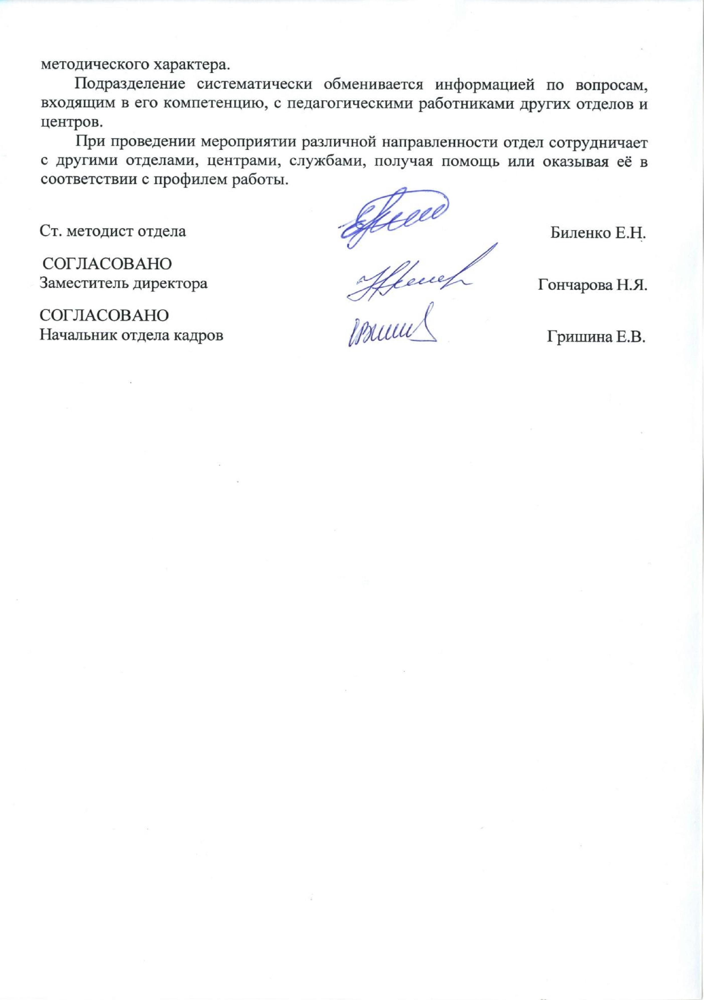 методического характера.
Подразделение систематически обменивается информацией по вопросам,
входящим в его компетенцию, с педагогическими работниками других отделов и
центров.
При проведении мероприятии различной направленности отдел сотрудничает
с другими отделами, центрами, службами, получая помощь или оказывая её в
соответствии с профилем работы.
Ст. методист отдела Биленко Е.Н.
СОГЛАСОВАНО
Заместитель директора Гончарова Н.Я.
СОГЛАСОВАНО
Начальник отдела кадров Гришина Е.В.